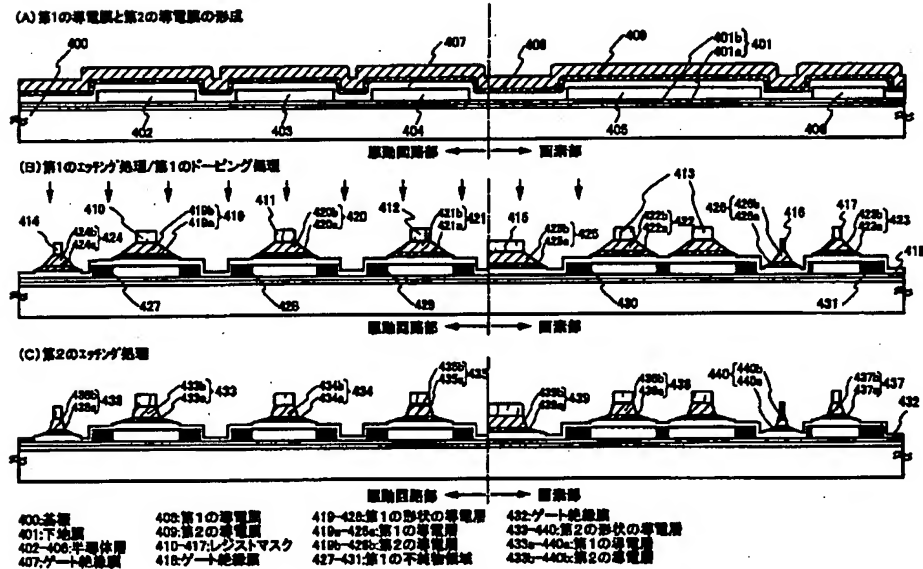 (A)第1の導電膜と第2の導電膜の形成
400
407
408
409
401b
401a
401
402
403
404
405
406
駆動回路部
画素部
(B)第1のエッチング処理/第1のドーピング処理
414
410
419b
419a
419
411
420b
420a
420
412
421b
421a
421
415
425
413
422b
422a
422
426
426b
426a
416
417
423
424b
424a
424
418
427
428
429
430
431
駆動回路部
画素部
(C)第2のエッチング処理
438
433b
433a
433
434b
434a
434
435b
435a
435
439
436b
436a
440
440b
440a
437b
437a
437
432
駆動回路部
画素部
400:基板
401:下地膜
402-406:半導体層
407:ゲート絶縁膜
408:第1の導電膜
409:第2の導電膜
410-417:レジストマスク
418:ゲート絶縁膜
419-426:第1の形状の導電層
419a-426a:第1の導電層
419b-426b:第2の導電層
427-431:第1の不純物領域
432:ゲート絶縁膜
433-440:第2の形状の導電層
433a-440a:第1の導電層
433b-440b:第2の導電層